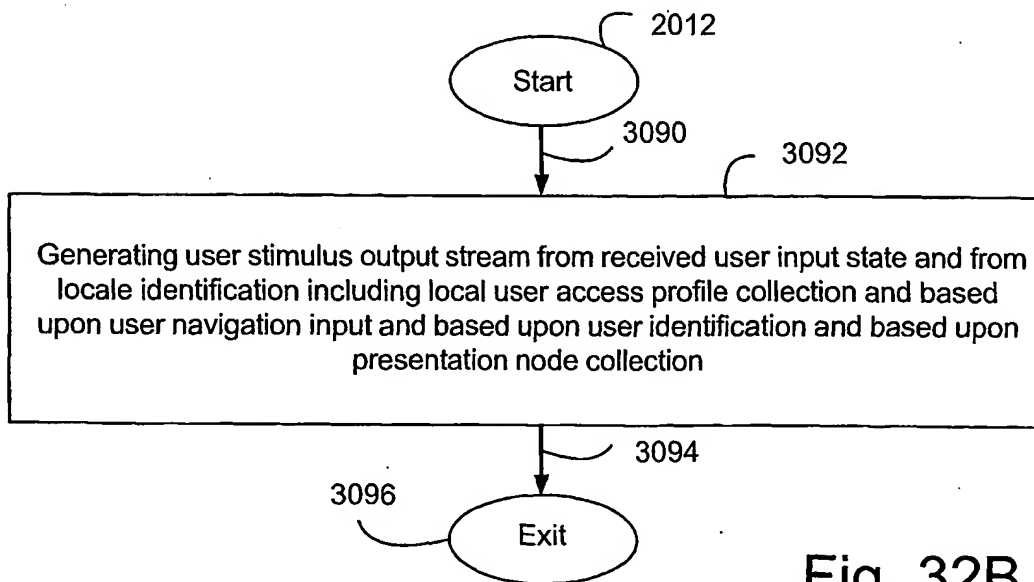 2012
Start
3090
3092
Generating user stimulus output stream from received user input state and from
locale identification including local user access profile collection and based
upon user navigation input and based upon user identification and based upon
presentation node collection
3094
3096
Exit
Fig. 32B